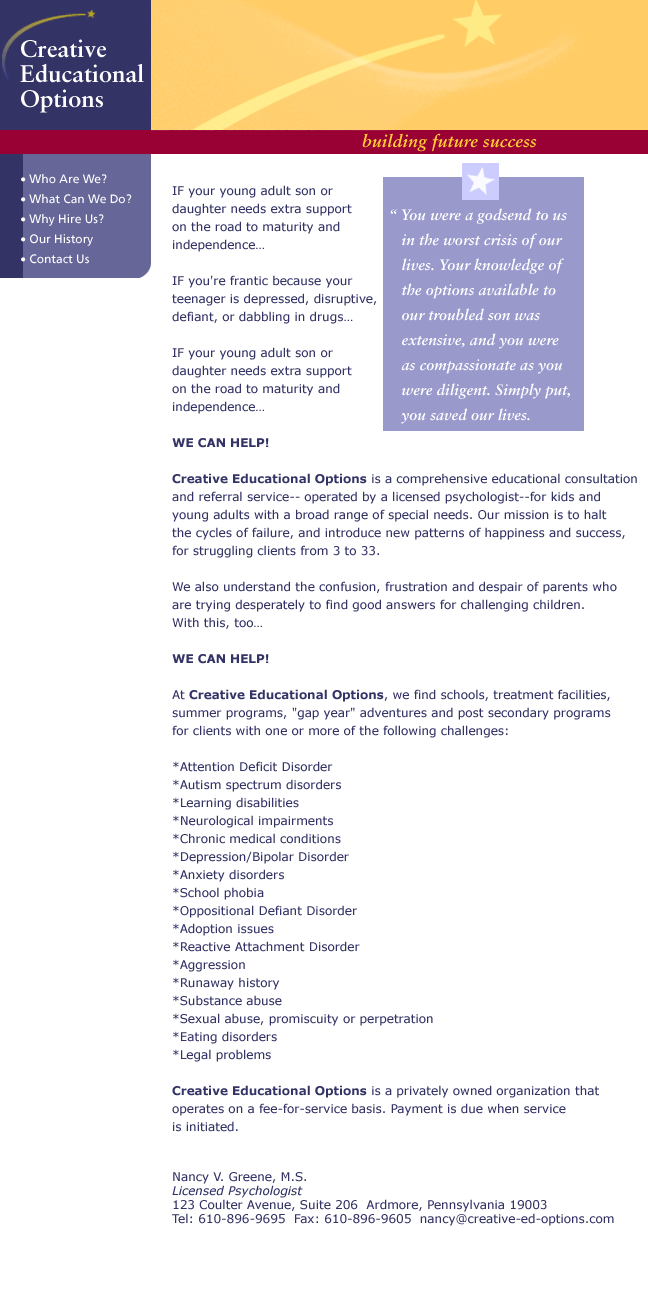 Creative
Educational
Options
building future success
• Who Are We?
• What Can We Do?
• Why Hire Us?
• Our History
• Contact Us
IF your young adult son or
daughter needs extra support
on the road to maturity and
independence…
IF you're frantic because your
teenager is depressed, disruptive,
defiant, or dabbling in drugs…
IF your young adult son or
daughter needs extra support
on the road to maturity and
independence…
“ You were a godsend to us
in the worst crisis of our
lives. Your knowledge of
the options available to
our troubled son was
extensive, and you were
as compassionate as you
were diligent. Simply put,
you saved our lives.
WE CAN HELP!
Creative Educational Options is a comprehensive educational consultation
and referral service-- operated by a licensed psychologist--for kids and
young adults with a broad range of special needs. Our mission is to halt
the cycles of failure, and introduce new patterns of happiness and success,
for struggling clients from 3 to 33.
We also understand the confusion, frustration and despair of parents who
are trying desperately to find good answers for challenging children.
With this, too…
WE CAN HELP!
At Creative Educational Options, we find schools, treatment facilities,
summer programs, "gap year" adventures and post secondary programs
for clients with one or more of the following challenges:
*Attention Deficit Disorder
*Autism spectrum disorders
*Learning disabilities
*Neurological impairments
*Chronic medical conditions
*Depression/Bipolar Disorder
*Anxiety disorders
*School phobia
*Oppositional Defiant Disorder
*Adoption issues
*Reactive Attachment Disorder
*Aggression
*Runaway history
*Substance abuse
*Sexual abuse, promiscuity or perpetration
*Eating disorders
*Legal problems
Creative Educational Options is a privately owned organization that
operates on a fee-for-service basis. Payment is due when service
is initiated.
Nancy V. Greene, M.S.
Licensed Psychologist
123 Coulter Avenue, Suite 206  Ardmore, Pennsylvania 19003
Tel: 610-896-9695  Fax: 610-896-9605  nancy@creative-ed-options.com